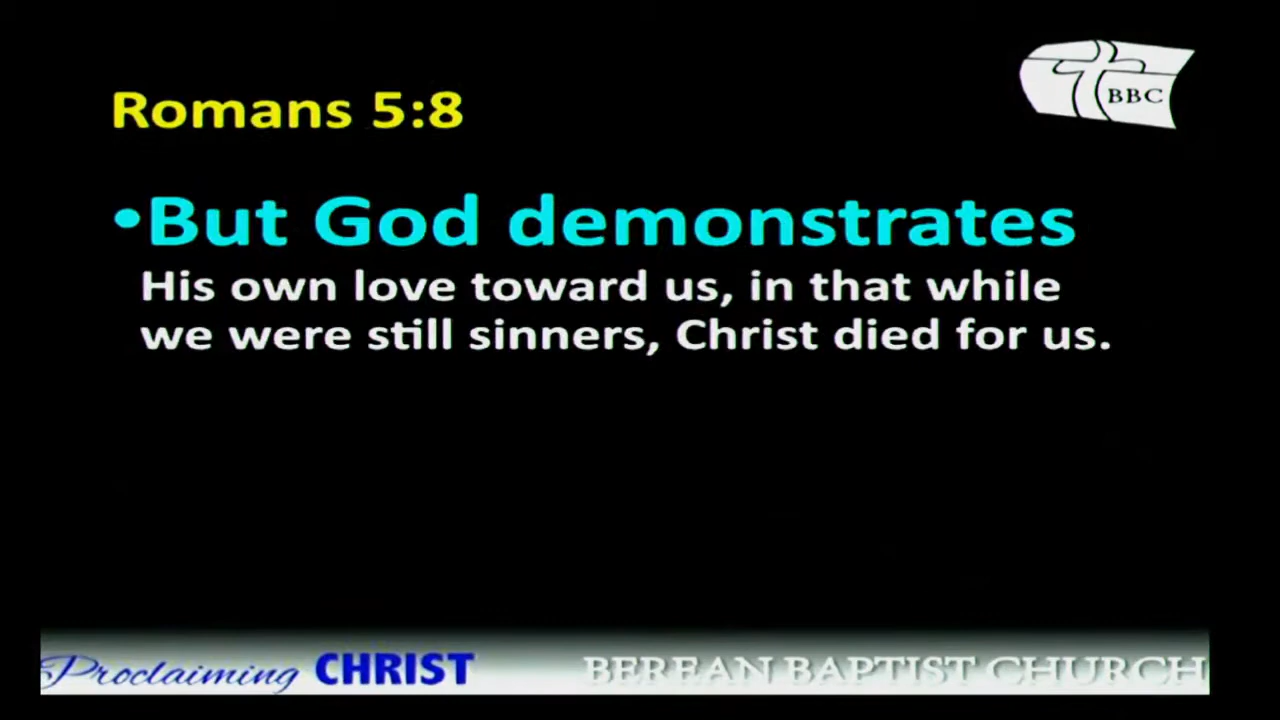 Romans 5:8
BBC
•But God demonstrates
His own love toward us, in that while
we were still sinners, Christ died for us.
Proclaiming CHRIST
BEREAN BAPTIST CHURCH